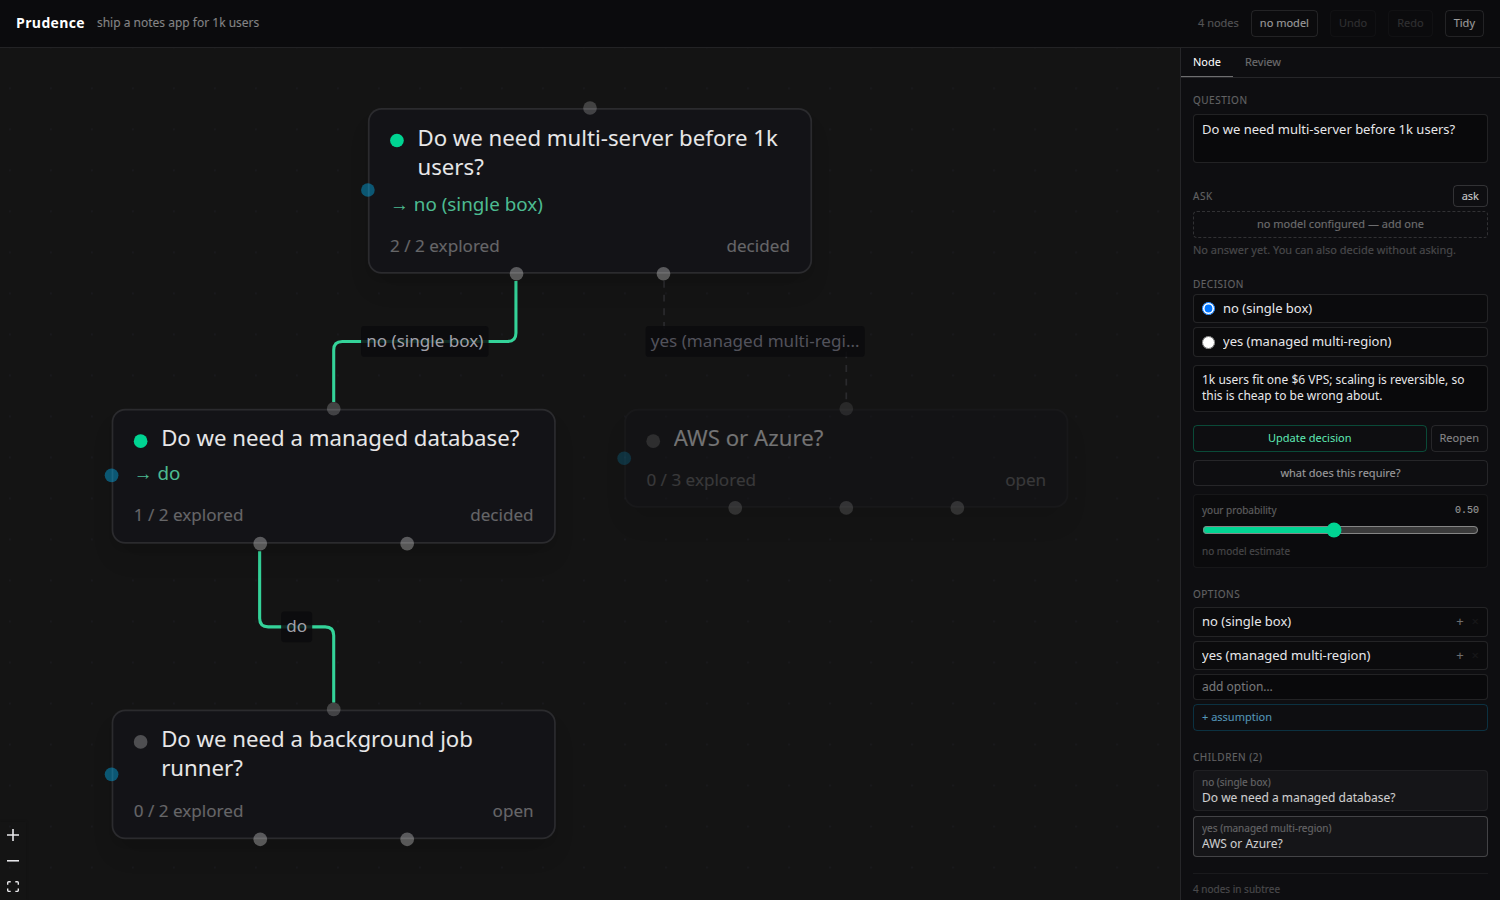 Prudence ship a notes app for 1k users
4 nodes no model Undo Redo Tidy
Do we need multi-server before 1k
users?
→ no (single box)
2 / 2 explored decided
no (single box)
yes (managed multi-regi...
Do we need a managed database?
→ do
1 / 2 explored decided
AWS or Azure?
0 / 3 explored open
do
Do we need a background job
runner?
0 / 2 explored open
Node Review
QUESTION
Do we need multi-server before 1k users?
ASK ask
no model configured — add one
No answer yet. You can also decide without asking.
DECISION
no (single box)
yes (managed multi-region)
1k users fit one $6 VPS; scaling is reversible, so
this is cheap to be wrong about.
Update decision Reopen
what does this require?
your probability 0.50
no model estimate
OPTIONS
no (single box) + ×
yes (managed multi-region) + ×
add option...
+ assumption
CHILDREN (2)
no (single box)
Do we need a managed database?
yes (managed multi-region)
AWS or Azure?
4 nodes in subtree